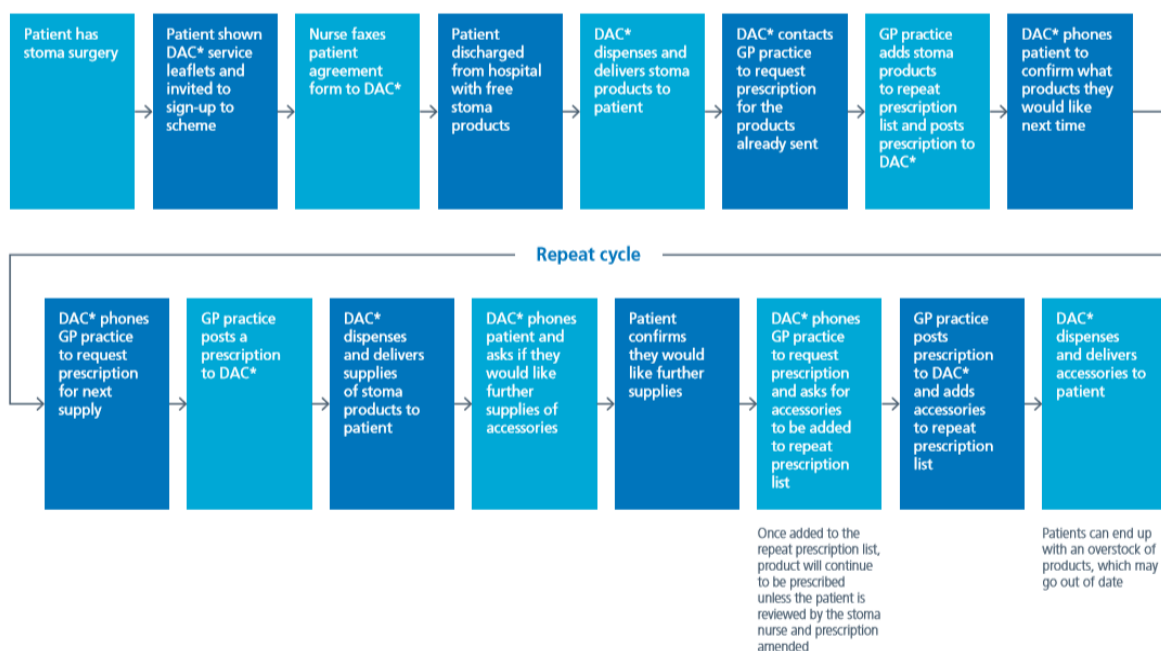 Patient has
stoma surgery
Patient shown
DAC* service
leaflets and
invited to
sign-up to
scheme
Nurse faxes
patient
agreement
form to DAC*
Patient
discharged
from hospital
with free
stoma
products
DAC*
dispenses and
delivers stoma
products to
patient
DAC* contacts
GP practice
to request
prescription
for the
products
already sent
GP practice
adds stoma
products
to repeat
prescription
list and posts
prescription to
DAC*
DAC* phones
patient to
confirm what
products they
would like
next time
Repeat cycle
DAC* phones
GP practice
to request
prescription
for next
supply
GP practice
posts a
prescription
to DAC*
DAC*
dispenses
and delivers
supplies
of stoma
products to
patient
DAC* phones
patient and
asks if they
would like
further
supplies of
accessories
Patient
confirms
they would
like further
supplies
DAC* phones
GP practice
to request
prescription
and asks for
accessories
to be added
to repeat
prescription
list
GP practice
posts
prescription
to DAC*
and adds
accessories
to repeat
prescription
list
DAC*
dispenses
and delivers
accessories to
patient
Once added to the
repeat prescription list,
product will continue
to be prescribed
unless the patient is
reviewed by the stoma
nurse and prescription
amended
Patients can end up
with an overstock of
products, which may
go out of date